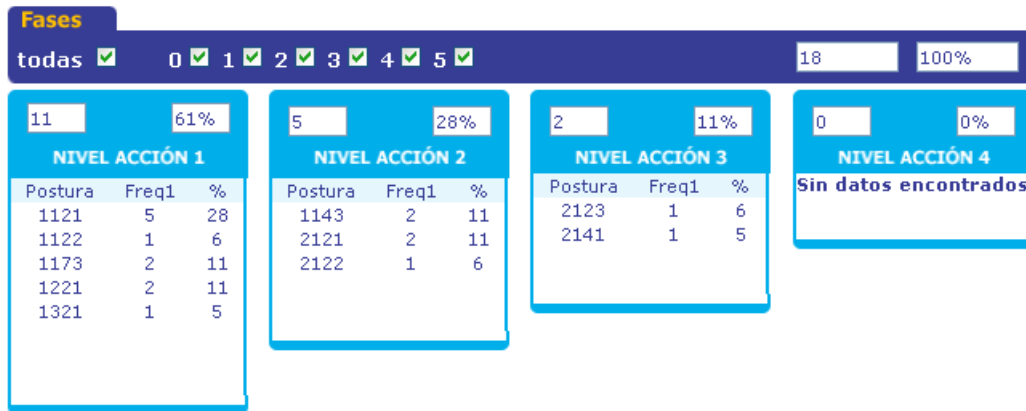 Fases
todas 0 1 2 3 4 5 18 100%
11 61%
NIVEL ACCIÓN 1
Postura Freq1 %
1121 5 28
1122 1 6
1173 2 11
1221 2 11
1321 1 5
5 28%
NIVEL ACCIÓN 2
Postura Freq1 %
1143 2 11
2121 2 11
2122 1 6
2 11%
NIVEL ACCIÓN 3
Postura Freq1 %
2123 1 6
2141 1 5
0 0%
NIVEL ACCIÓN 4
Sin datos encontrados